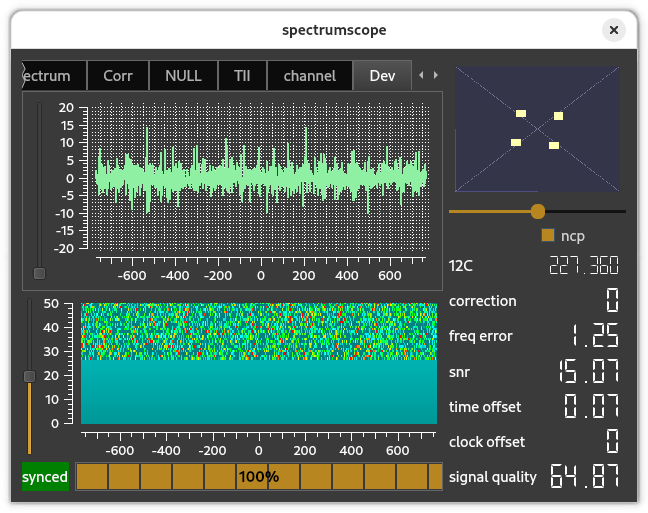 spectrumscope
ectrum Corr NULL TII channel Dev
20
15
10
5
0
-5
-10
-15
-20
-600 -400 -200 0 200 400 600
ncp
12C 227.360
correction 0
freq error 1.25
snr 15.07
time offset 0.07
clock offset 0
signal quality 64.87
50
40
30
20
10
0
-600 -400 -200 0 200 400 600
synced 100%